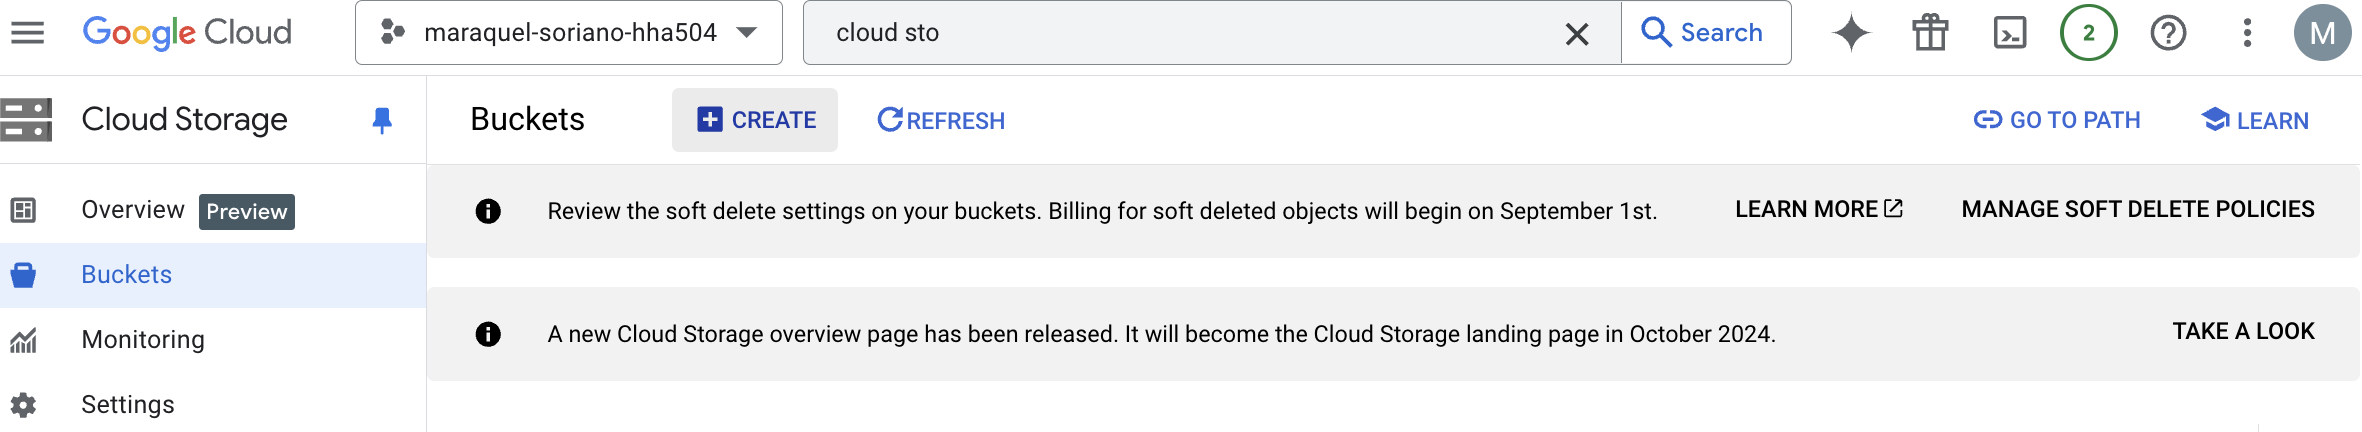 Google Cloud
maraquel-soriano-hha504
cloud sto
Search
2
M
Cloud Storage
Buckets
CREATE
REFRESH
GO TO PATH
LEARN
Overview
Preview
Review the soft delete settings on your buckets. Billing for soft deleted objects will begin on September 1st.
LEARN MORE
MANAGE SOFT DELETE POLICIES
Buckets
Monitoring
A new Cloud Storage overview page has been released. It will become the Cloud Storage landing page in October 2024.
TAKE A LOOK
Settings